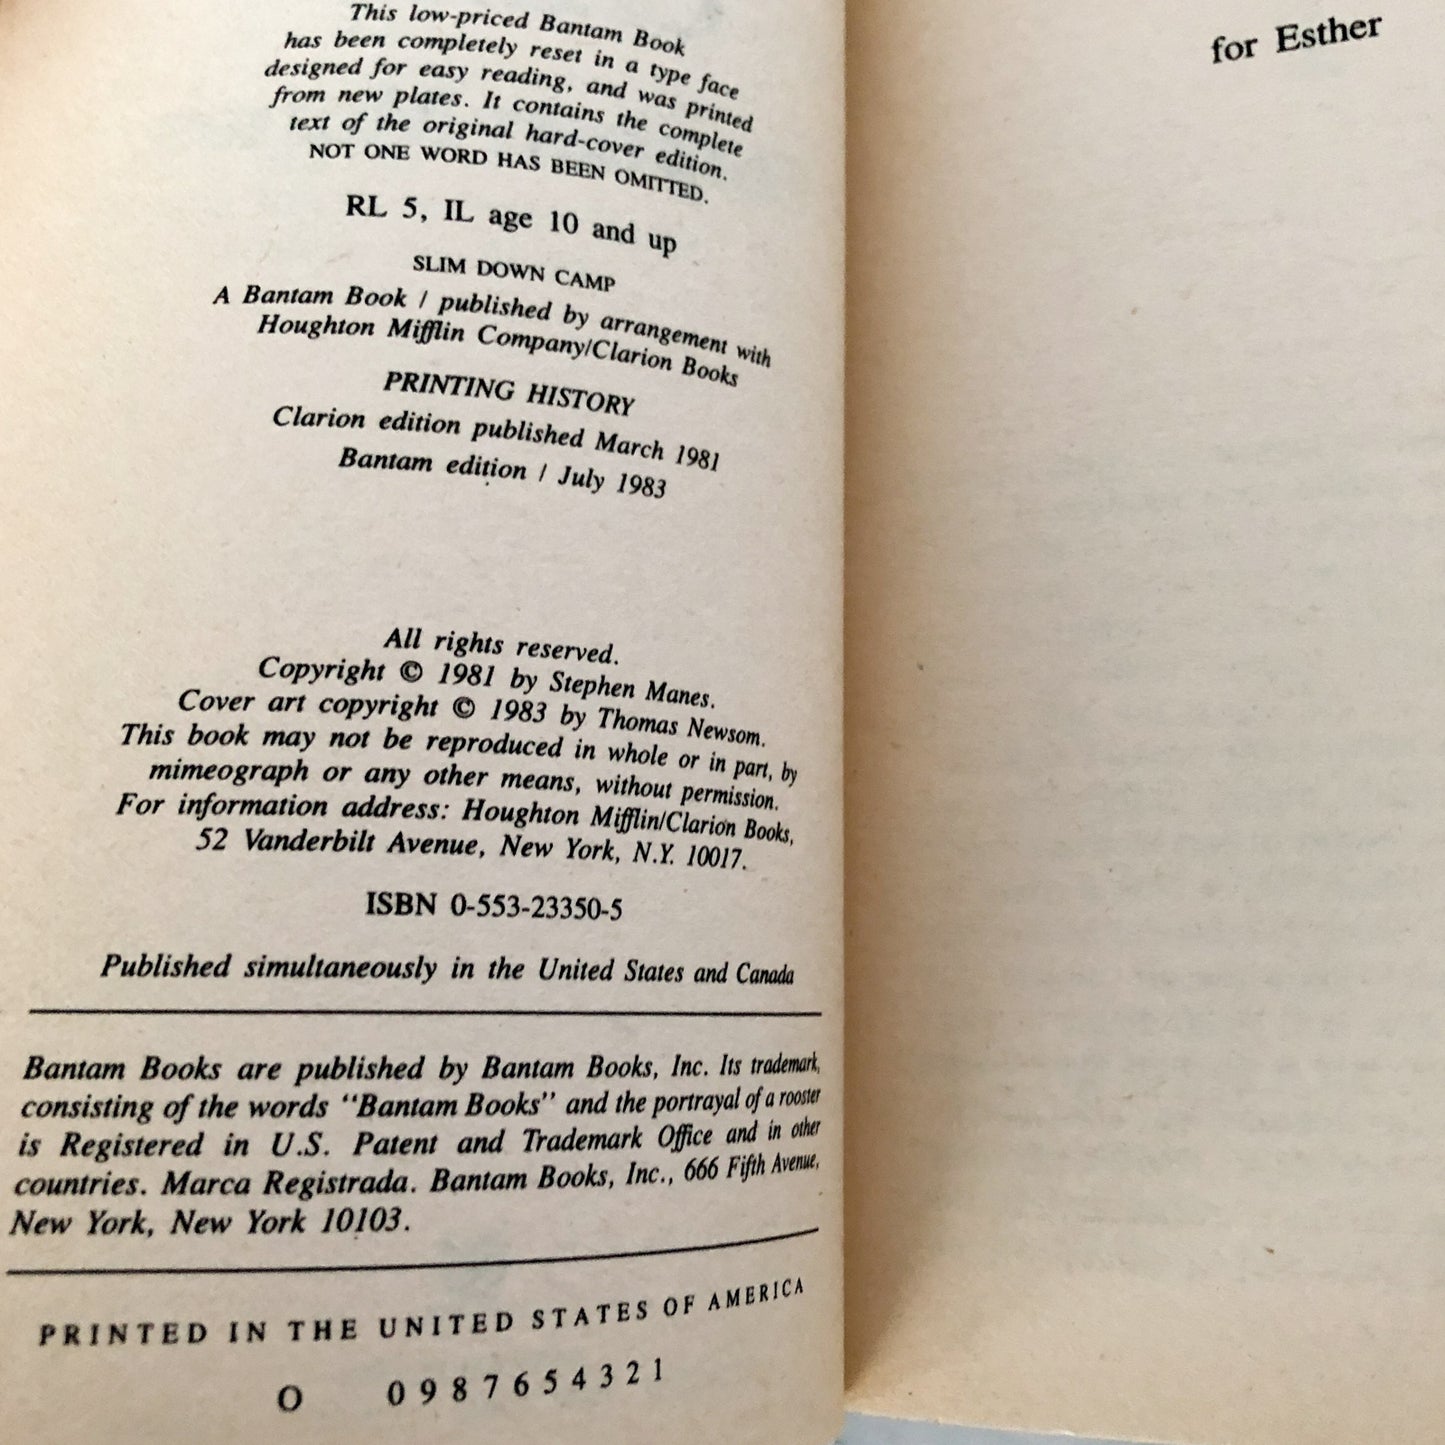 This low-priced Bantam Book
has been completely reset in a type face
designed for easy reading, and was printed
from new plates. It contains the complete
text of the original hard-cover edition.
NOT ONE WORD HAS BEEN OMITTED.
RL 5, IL age 10 and up
SLIM DOWN CAMP
A Bantam Book / published by arrangement with
Houghton Mifflin Company/Clarion Books
PRINTING HISTORY
Clarion edition published March 1981
Bantam edition / July 1983
All rights reserved.
Copyright © 1981 by Stephen Manes.
Cover art copyright © 1983 by Thomas Newsom.
This book may not be reproduced in whole or in part, by
mimeograph or any other means, without permission.
For information address: Houghton Mifflin/Clarion Books,
52 Vanderbilt Avenue, New York, N.Y. 10017.
ISBN 0-553-23350-5
Published simultaneously in the United States and Canada
Bantam Books are published by Bantam Books, Inc. Its trademark,
consisting of the words "Bantam Books" and the portrayal of a rooster
is Registered in U.S. Patent and Trademark Office and in other
countries. Marca Registrada. Bantam Books, Inc., 666 Fifth Avenue,
New York, New York 10103.
PRINTED IN THE UNITED STATES OF AMERICA
O 0 9 8 7 6 5 4 3 2 1
for Esther